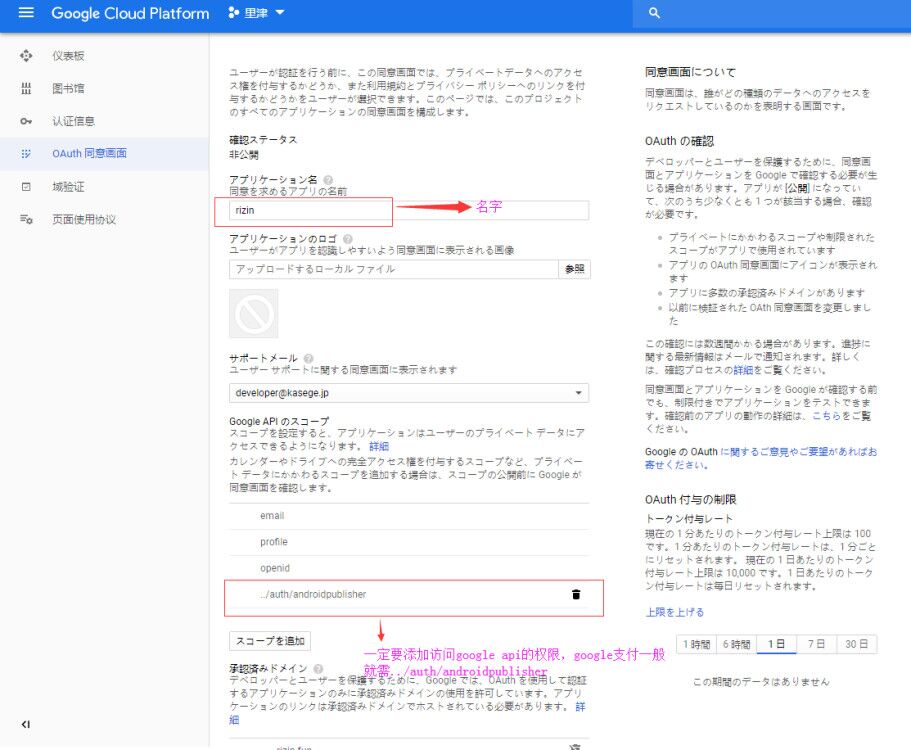 Google Cloud Platform
里津
仪表板
图书馆
认证信息
OAuth 同意画面
域验证
页面使用协议
ユーザーが認証を行う前に、この同意画面では、プライベートデータへのアクセ
ス権を付与するかどうか、また利用規約とプライバシー ポリシーへのリンクを付
与するかどうかをユーザーが選択できます。このページでは、このプロジェクト
のすべてのアプリケーションの同意画面を構成します。
確認ステータス
非公開
アプリケーション名
同意を求めるアプリの名前
rizin
名字
アプリケーションのロゴ
ユーザーがアプリを認識しやすいよう同意画面に表示される画像
アップロードするローカル ファイル
参照
サポートメール
ユーザー サポートに関する同意画面に表示されます
developer@kasege.jp
Google API のスコープ
スコープを設定すると、アプリケーションはユーザーのプライベート データにア
クセスできるようになります。 詳細
カレンダーやドライブへの完全アクセス権を付与するスコープなど、プライベー
ト データにかかわるスコープを追加する場合は、スコープの公開前に Google が
同意画面を確認します。
email
profile
openid
../auth/androidpublisher
スコープを追加
一定要添加访问google api的权限，google支付一般
就需../auth/androidpublisher
承認済みドメイン
デベロッパーとユーザーを保護するために、Google では、OAuth を使用して認証
するアプリケーションのみに承認済みドメインの使用を許可しています。アプリ
ケーションのリンクは承認済みドメインでホストされている必要があります。 詳
細
rizin.fun
同意画面について
同意画面は、誰がどの種類のデータへのアクセスを
リクエストしているのかを表明する画面です。
OAuth の確認
デベロッパーとユーザーを保護するために、同意画
面とアプリケーションを Google で確認する必要が生
じる場合があります。アプリが [公開] になってい
て、次のうち少なくとも 1 つが該当する場合、確認
が必要です。
プライベートにかかわるスコープや制限された
スコープがアプリで使用されています
アプリの OAuth 同意画面にアイコンが表示され
ます
アプリに多数の承認済みドメインがあります
以前に検証された OAth 同意画面を変更しまし
た
この確認には数週間かかる場合があります。進捗に
関する最新情報はメールで通知されます。詳しく
は、確認プロセスの詳細をご覧ください。
同意画面とアプリケーションを Google が確認する前
でも、制限付きでアプリケーションをテストできま
す。確認前のアプリの動作の詳細は、こちらをご覧
ください。
Google の OAuth に関するご意見やご要望があればお
寄せください。
OAuth 付与の制限
トークン付与レート
現在の 1 分あたりのトークン付与レート上限は 100
です。1 分あたりのトークン付与レートは、1 分ごと
にリセットされます。 現在の 1 日あたりのトークン
付与レート上限は 10,000 です。1 日あたりのトーク
ン付与レートは毎日リセットされます。
上限を上げる
1 時間 6 時間 1 日 7 日 30 日
この期間のデータはありません